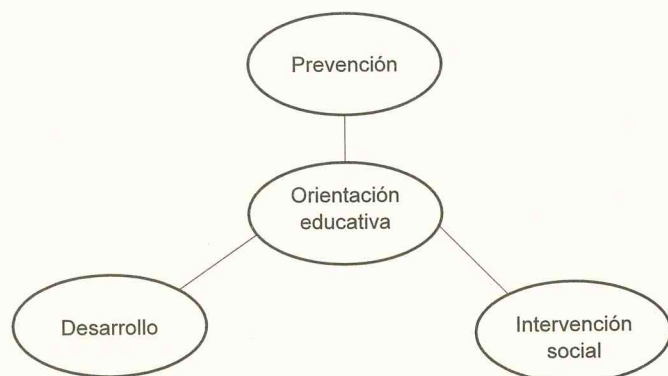 Prevención
Orientación
educativa
Desarrollo
Intervención
social